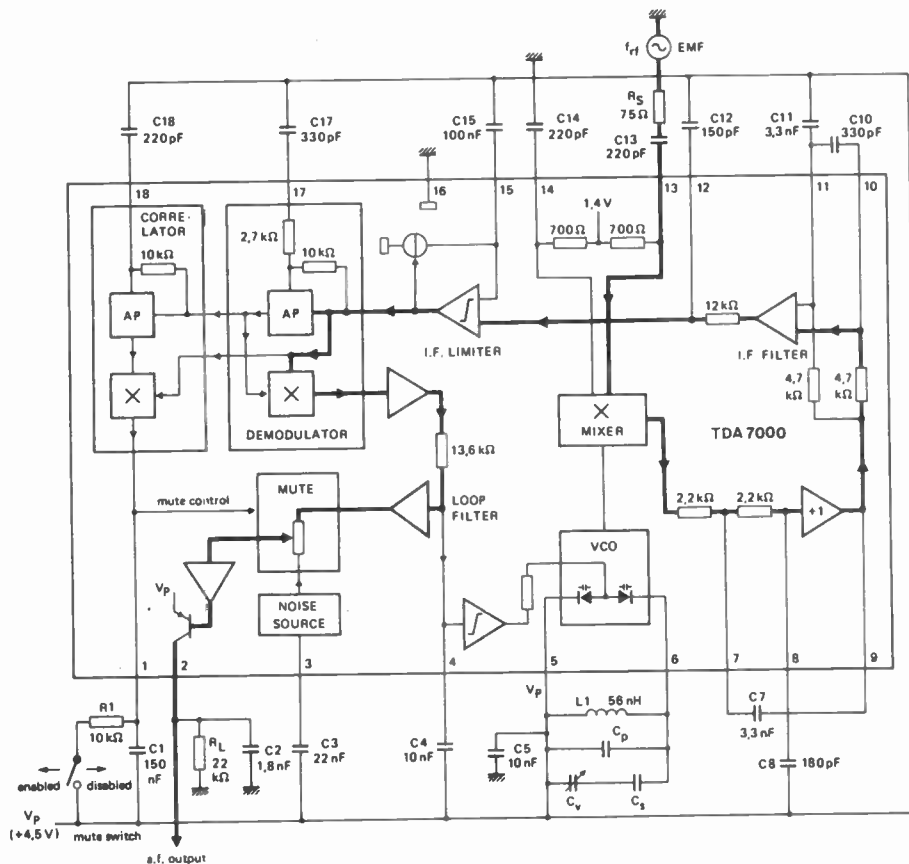 f_rf
EMF
R_S
75Ω
C18
220pF
C17
330pF
C15
100nF
C14
220pF
C13
220pF
C12
150pF
C11
3,3nF
C10
330pF
18
17
16
15
14
13
12
11
10
CORRE-
LATOR
10kΩ
AP
2,7kΩ
10kΩ
AP
DEMODULATOR
I.F. LIMITER
1,4 V
700Ω
700Ω
12kΩ
I.F. FILTER
4,7
kΩ
4,7
kΩ
TDA7000
MIXER
13,6kΩ
LOOP
FILTER
2,2kΩ
2,2kΩ
+1
mute control
MUTE
NOISE
SOURCE
V_p
VCO
1
2
3
4
5
6
7
8
9
V_p
R1
10kΩ
C1
150
nF
R_L
22
kΩ
C2
1,8nF
C3
22nF
C4
10nF
C5
10nF
L1
56nH
C_p
C_v
C_s
C7
3,3nF
C8
180pF
enabled
disabled
V_p
(+4,5V)
mute switch
a.f. output